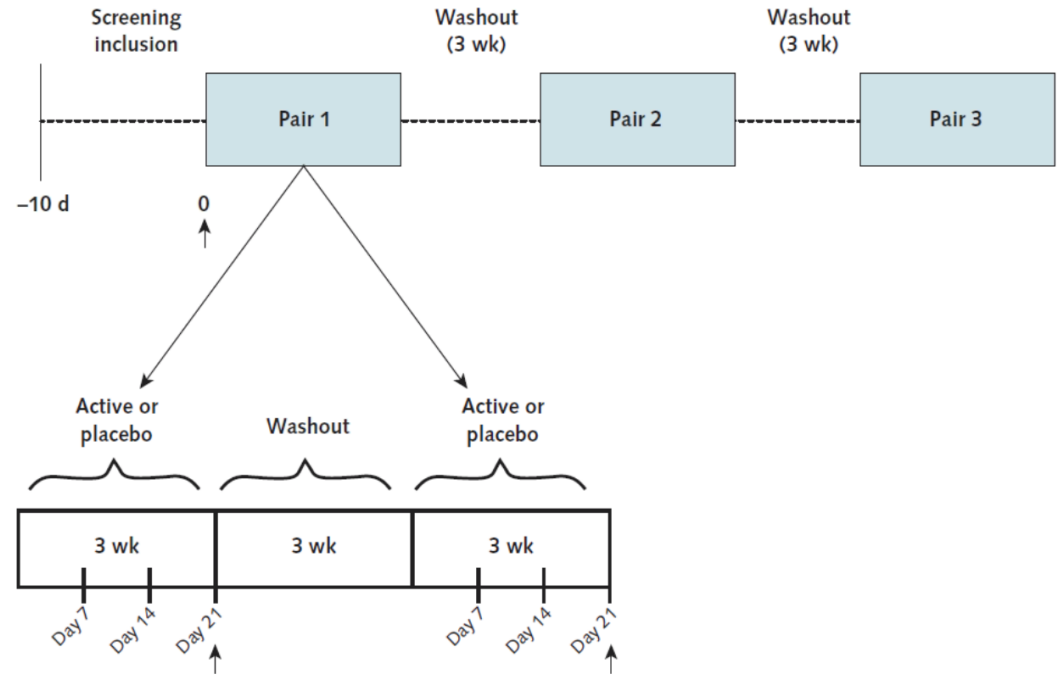 Screening
inclusion
Washout
(3 wk)
Washout
(3 wk)
Pair 1
Pair 2
Pair 3
–10 d
0
Active or
placebo
Washout
Active or
placebo
3 wk
3 wk
3 wk
Day 7
Day 14
Day 21
Day 7
Day 14
Day 21